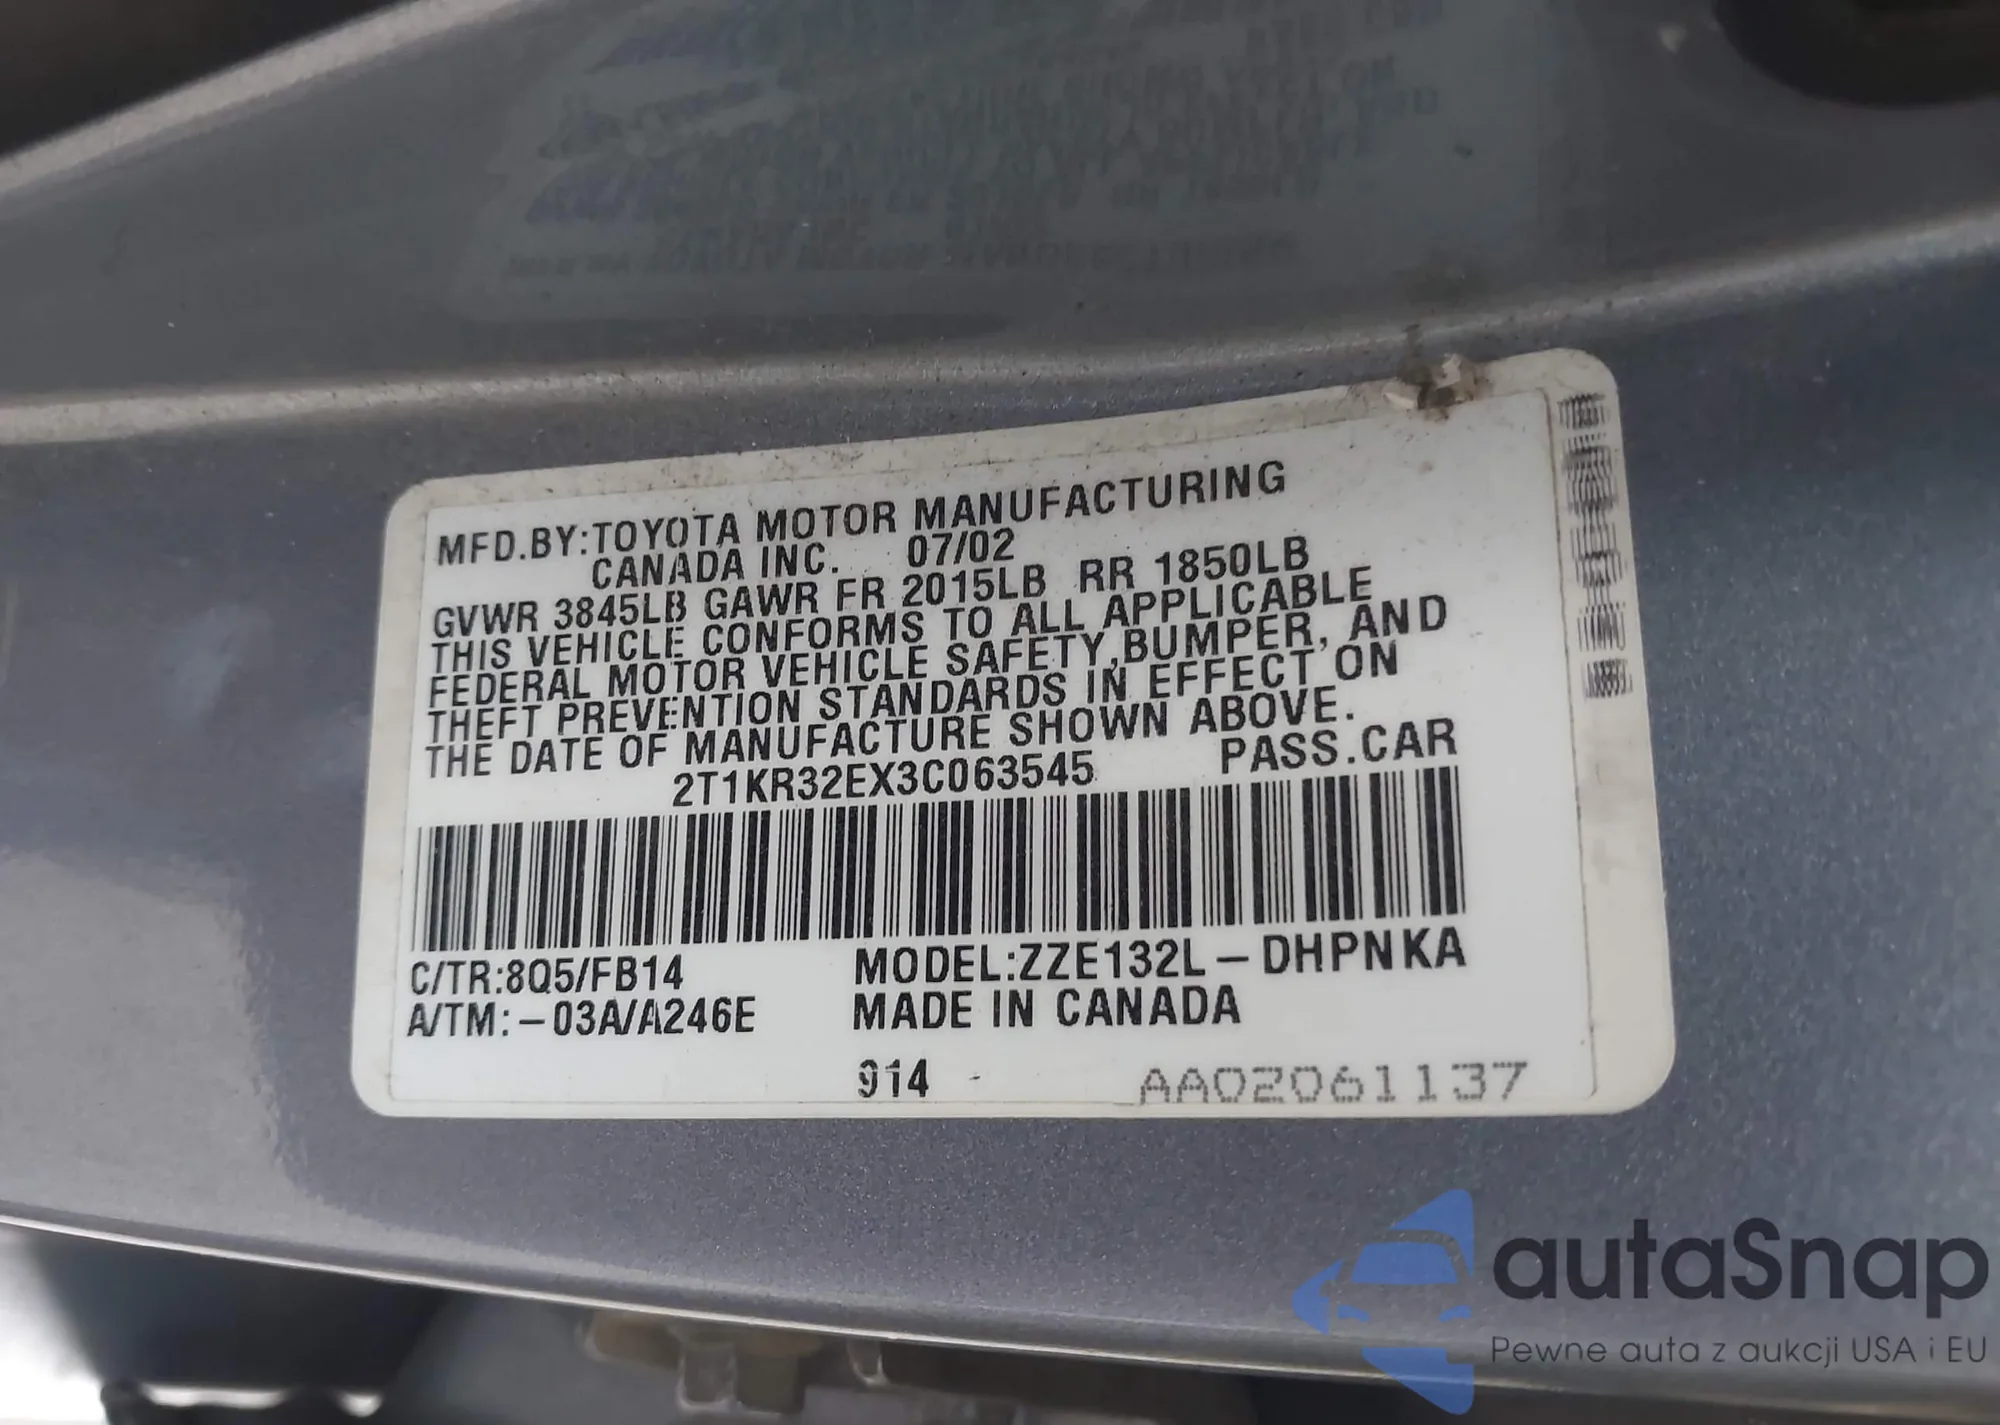 MFD.BY:TOYOTA MOTOR MANUFACTURING
CANADA INC. 07/02
GVWR 3845LB GAWR FR 2015LB RR 1850LB
THIS VEHICLE CONFORMS TO ALL APPLICABLE
FEDERAL MOTOR VEHICLE SAFETY,BUMPER, AND
THEFT PREVENTION STANDARDS IN EFFECT ON
THE DATE OF MANUFACTURE SHOWN ABOVE.
2T1KR32EX3C063545 PASS.CAR
C/TR:8Q5/FB14 MODEL:ZZE132L-DHPNKA
A/TM:-03A/A246E MADE IN CANADA
914 - AA02061137
autaSnap
Pewne auta z aukcji USA i EU